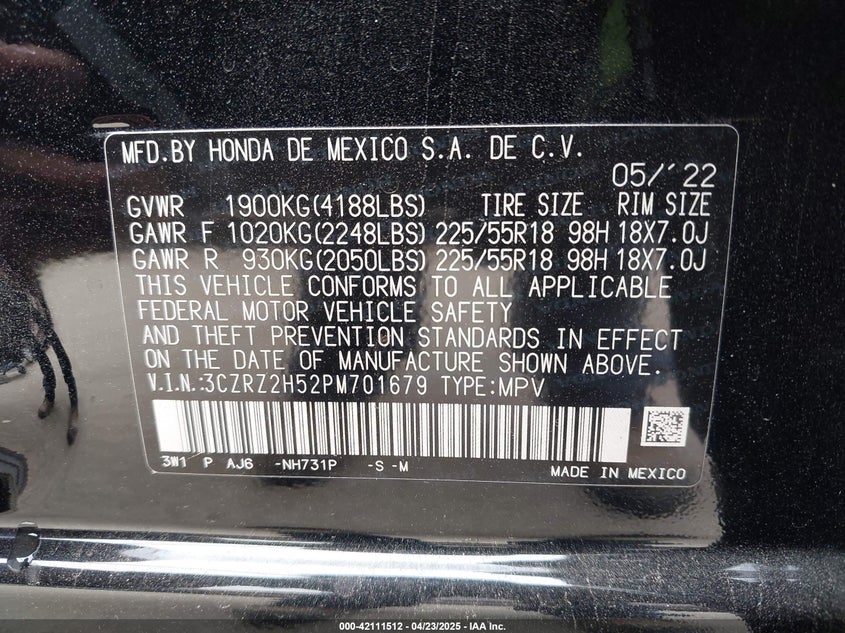 MFD.BY HONDA DE MEXICO S.A. DE C.V.
05/'22
GVWR 1900KG(4188LBS) TIRE SIZE RIM SIZE
GAWR F 1020KG(2248LBS) 225/55R18 98H 18X7.0J
GAWR R 930KG(2050LBS) 225/55R18 98H 18X7.0J
THIS VEHICLE CONFORMS TO ALL APPLICABLE
FEDERAL MOTOR VEHICLE SAFETY
AND THEFT PREVENTION STANDARDS IN EFFECT
ON THE DATE OF MANUFACTURE SHOWN ABOVE.
V.I.N.:3CZRZ2H52PM701679 TYPE:MPV
3W1 P AJ6 -NH731P -S -M
MADE IN MEXICO
000-42111512 - 04/23/2025 - IAA Inc.